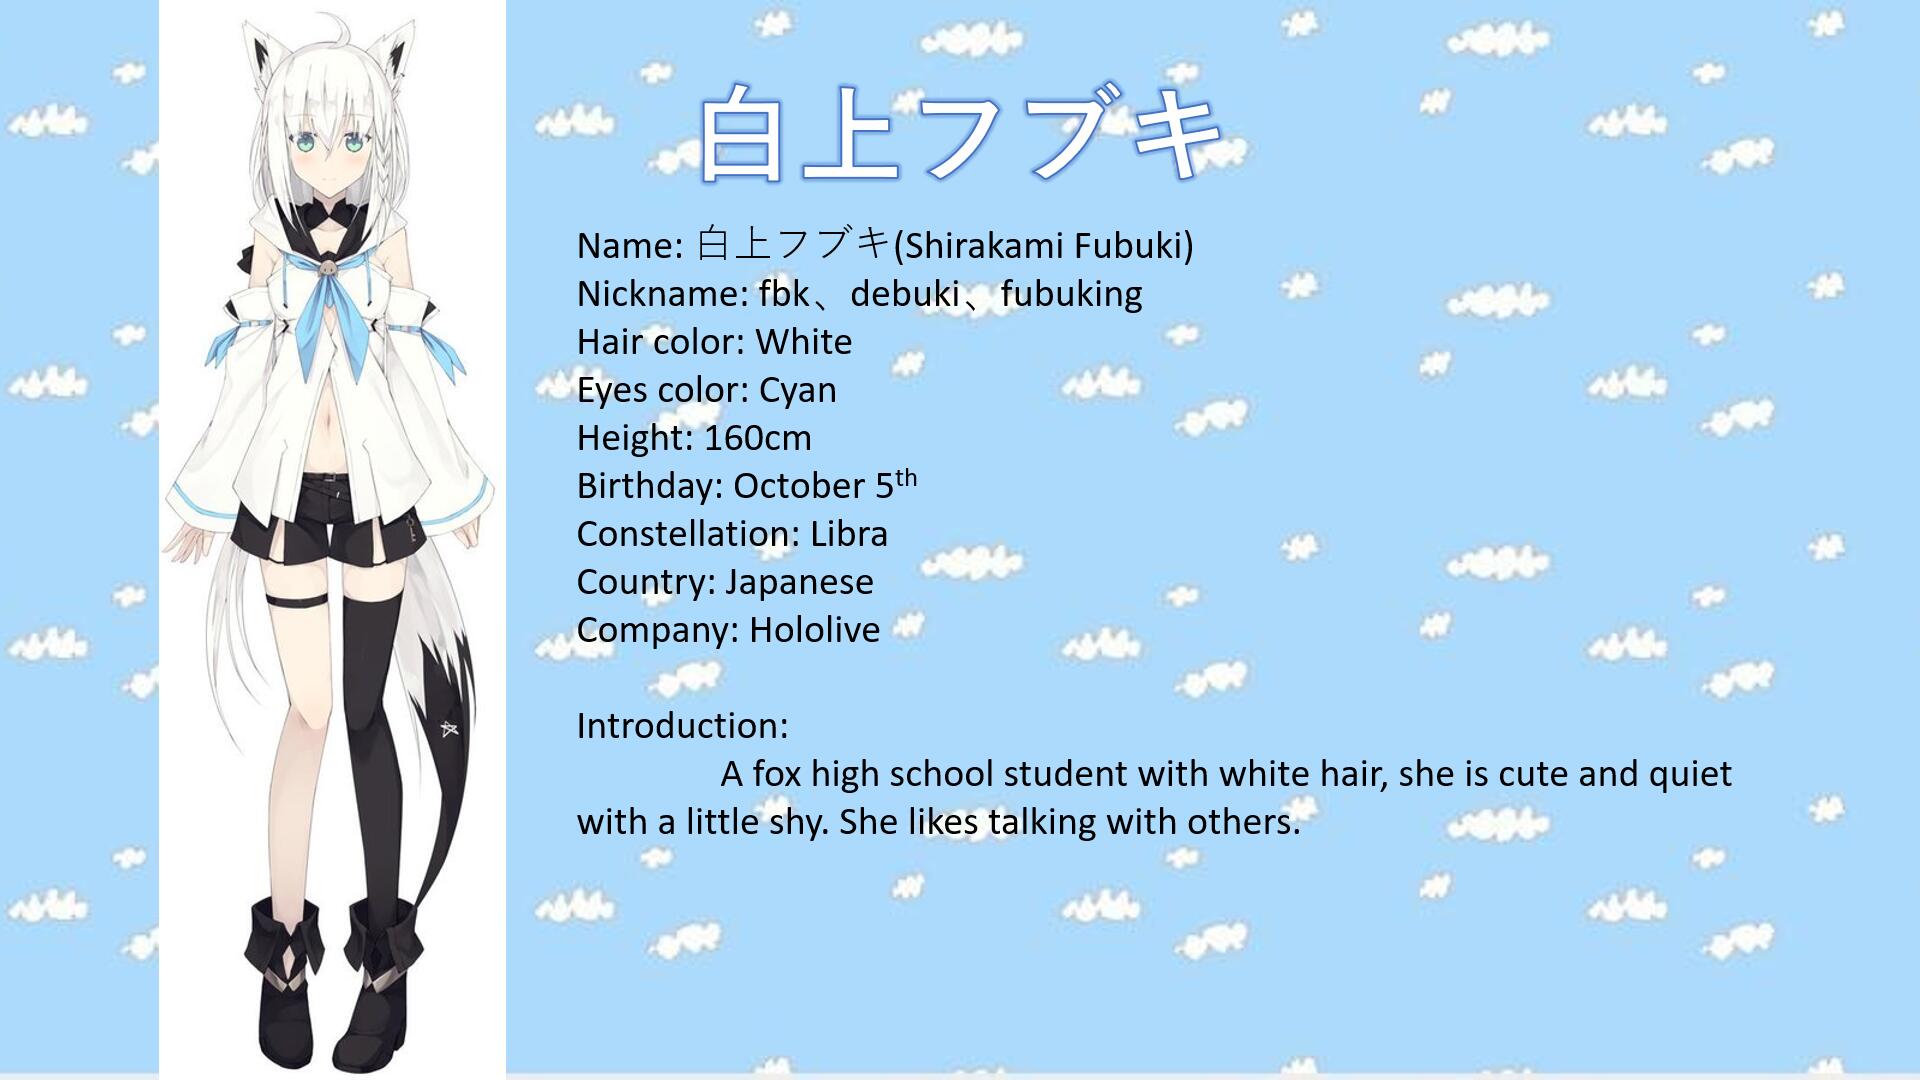 白上フブキ
Name: 白上フブキ(Shirakami Fubuki)
Nickname: fbk、debuki、fubuking
Hair color: White
Eyes color: Cyan
Height: 160cm
Birthday: October 5th
Constellation: Libra
Country: Japanese
Company: Hololive
Introduction:
A fox high school student with white hair, she is cute and quiet
with a little shy. She likes talking with others.